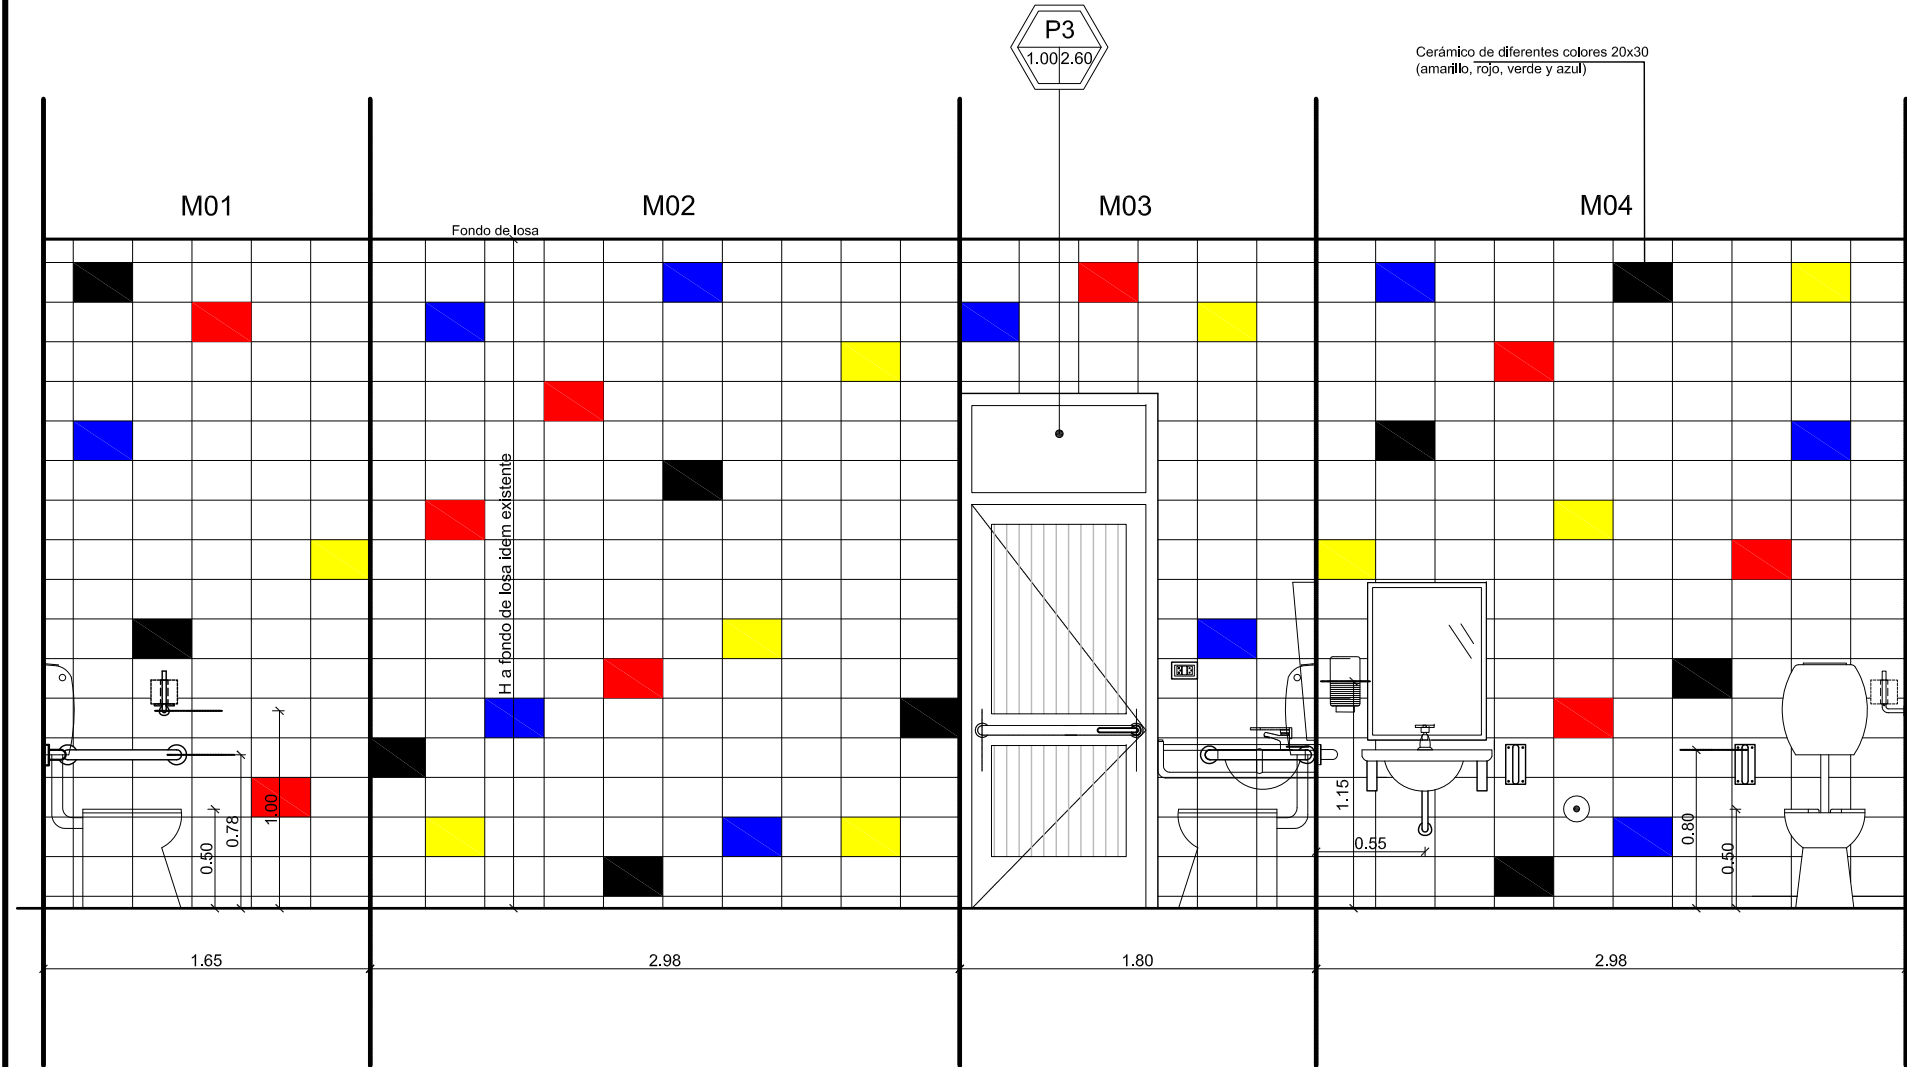 P3
1.00 2.60
Cerámico de diferentes colores 20x30
(amarillo, rojo, verde y azul)
M01
M02
M03
M04
Fondo de losa
H a fondo de losa idem existente
0.50
0.78
1.00
1.15
0.55
0.80
0.50
1.65
2.98
1.80
2.98